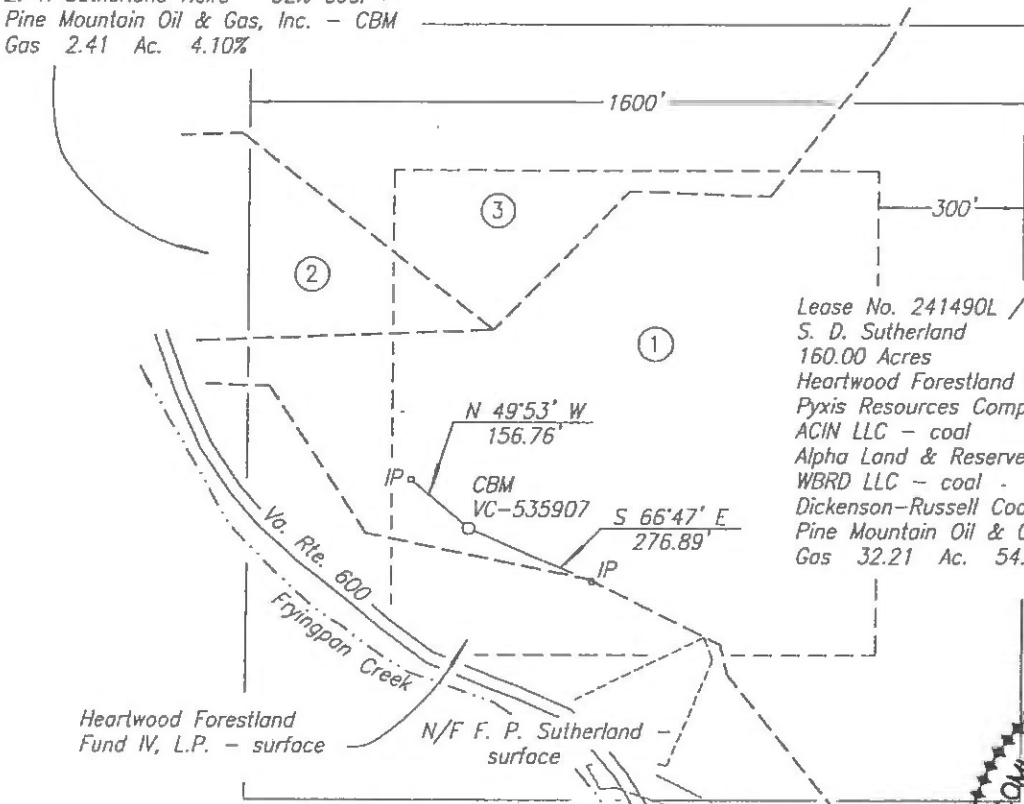 Pine Mountain Oil & Gas, Inc. – CBM
Gas 2.41 Ac. 4.10%
1600'
300'
3
2
1
Lease No. 241490L
S. D. Sutherland
160.00 Acres
Heartwood Forestland
Pyxis Resources Comp
ACIN LLC – coal
Alpha Land & Reserve
WBRD LLC – coal -
Dickenson-Russell Coa
Pine Mountain Oil & G
Gas 32.21 Ac. 54.
N 49°53' W
156.76'
IP
CBM
VC-535907
S 66°47' E
276.89'
IP
Va. Rte. 600
Fryingpan Creek
Heartwood Forestland
Fund IV, L.P. – surface
N/F F. P. Sutherland –
surface